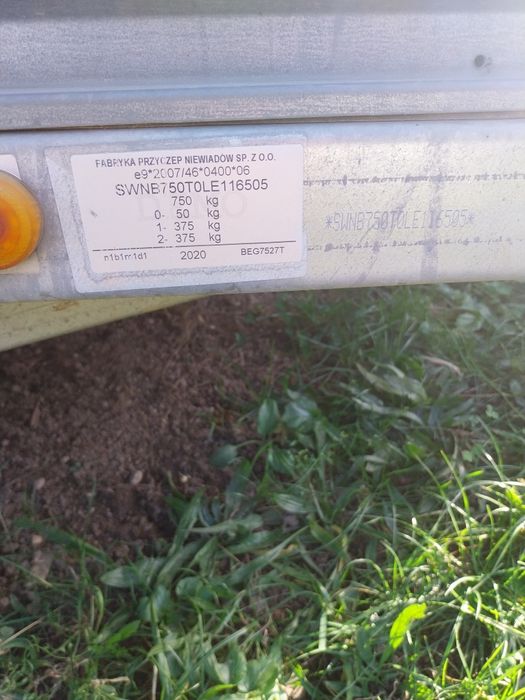 FABRYKA PRZYCZEP NIEWIADÓW SP. Z O.O.
e9*2007/46*0400*06
SWNB750T0LE116505
750 kg
0- 50 kg
1- 375 kg
2- 375 kg
n1b1rr1d1 2020 BEG7527T
*SWNB750T0LE116505*